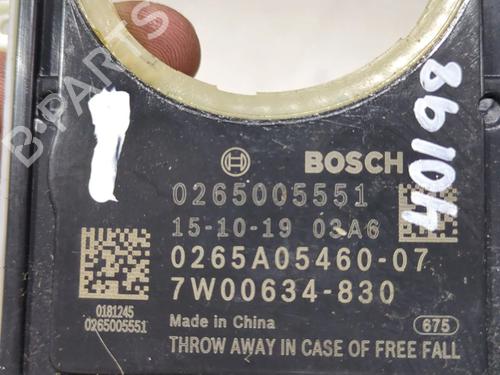 B-PARTS
BOSCH
86104
0265005551
15-10-19 03A6
0265A05460-07
7W00634-830
0181245
0265005551
Made in China
675
THROW AWAY IN CASE OF FREE FALL